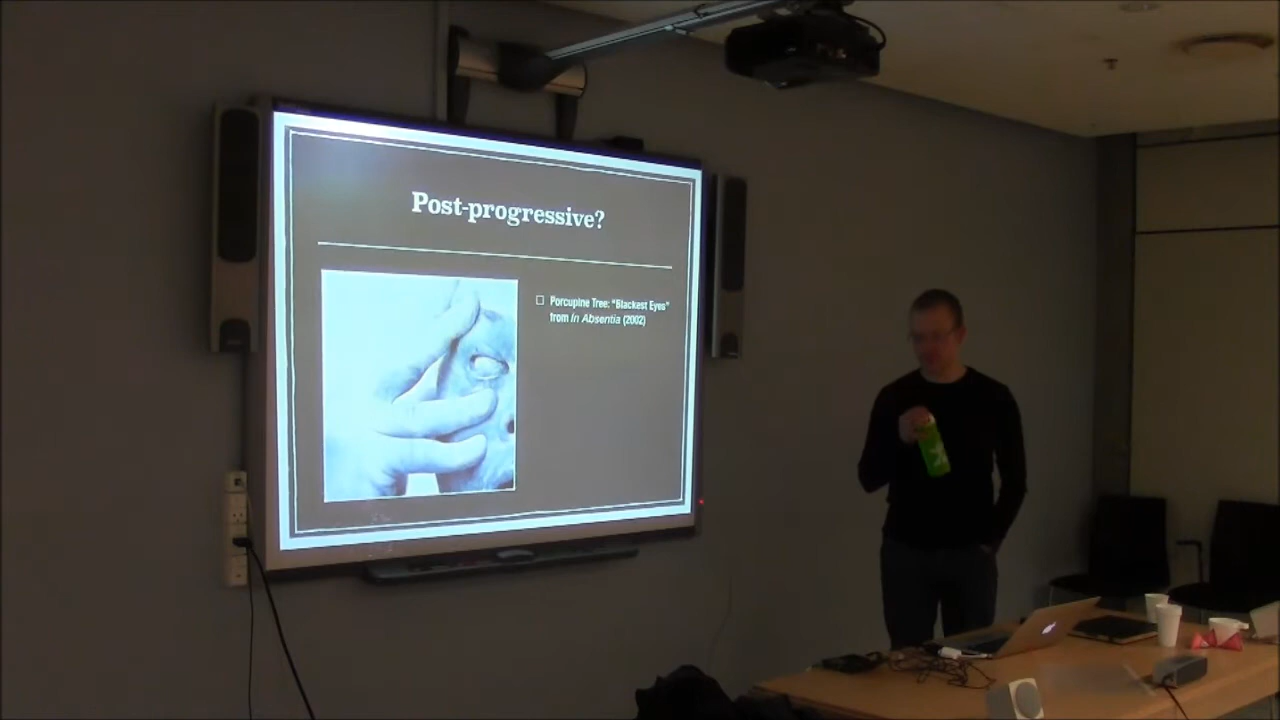 Post-progressive?
□ Porcupine Tree: "Blackest Eyes"
from In Absentia (2002)